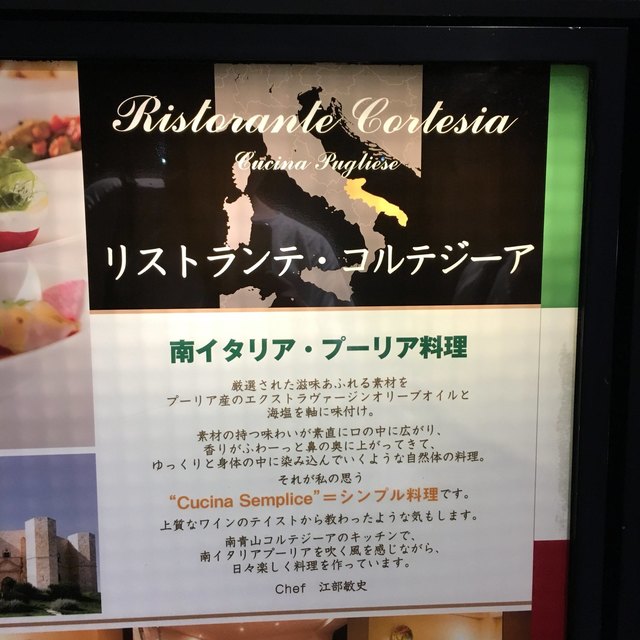 Ristorante Cortesia
Cucina Pugliese
リストランテ・コルテジーア
南イタリア・プーリア料理
厳選された滋味あふれる素材を
プーリア産のエクストラヴァージンオリーブオイルと
海塩を軸に味付け。
素材の持つ味わいが素直に口の中に広がり、
香りがふわーっと鼻の奥に上がってきて、
ゆっくりと身体の中に染み込んでいくような自然体の料理。
それが私の思う
“Cucina Semplice”＝シンプル料理です。
上質なワインのテイストから教わったような気もします。
南青山コルテジーアのキッチンで、
南イタリアプーリアを吹く風を感じながら、
日々楽しく料理を作っています。
Chef 江部敏史